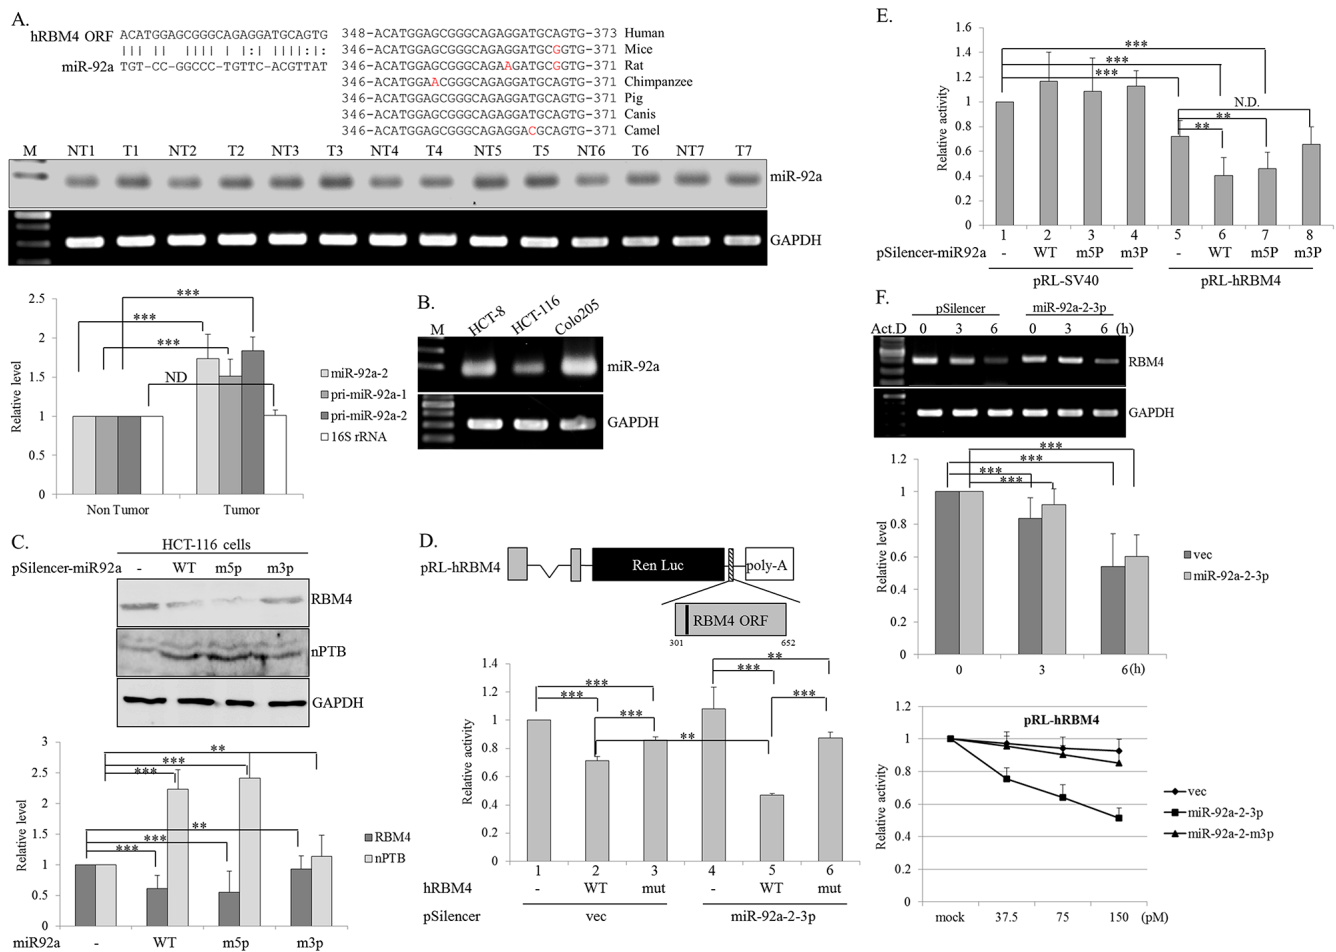 A.
hRBM4 ORF ACATGGAGCGGGCAGAGGATGCAGTG
miR-92a TGT-CC-GGCCC-TGTTC-ACGTTAT
348-ACATGGAGCGGGCAGAGGATGCAGTG-373 Human
346-ACATGGAGCGGGCAGAGGATGCGGTG-371 Mice
346-ACATGGAGCGGGCAGAAGATGCGGTG-371 Rat
346-ACATGGAACGGGCAGAGGATGCAGTG-371 Chimpanzee
346-ACATGGAGCGGGCAGAGGATGCAGTG-371 Pig
346-ACATGGAGCGGGCAGAGGATGCAGTG-371 Canis
346-ACATGGAGCGGGCAGAGGACGCAGTG-371 Camel
M NT1 T1 NT2 T2 NT3 T3 NT4 T4 NT5 T5 NT6 T6 NT7 T7
miR-92a
GAPDH
2.5
2
1.5
1
0.5
0
Relative level
***
***
***
ND
Non Tumor Tumor
miR-92a-2
pri-miR-92a-1
pri-miR-92a-2
16S rRNA
B.
M HCT-8 HCT-116 Colo205
miR-92a
GAPDH
C.
HCT-116 cells
pSilencer-miR92a - WT m5p m3p
RBM4
nPTB
GAPDH
3
2.5
2
1.5
1
0.5
0
Relative level
**
***
***
**
***
***
RBM4
nPTB
miR92a - WT m5p m3p
D.
pRL-hRBM4 Ren Luc poly-A
RBM4 ORF
301 652
1.4
1.2
1
0.8
0.6
0.4
0.2
0
Relative activity
***
***
***
**
**
***
***
1 2 3 4 5 6
hRBM4 - WT mut - WT mut
pSilencer vec miR-92a-2-3p
E.
1.6
1.4
1.2
1
0.8
0.6
0.4
0.2
0
Relative activity
***
***
***
N.D.
**
**
1 2 3 4 5 6 7 8
pSilencer-miR92a - WT m5P m3P - WT m5P m3P
pRL-SV40 pRL-hRBM4
F.
pSilencer miR-92a-2-3p
Act.D 0 3 6 0 3 6 (h)
RBM4
GAPDH
1.2
1
0.8
0.6
0.4
0.2
0
Relative level
***
***
***
***
vec
miR-92a-2-3p
0 3 6 (h)
1.2
1
0.8
0.6
0.4
0.2
0
Relative activity
pRL-hRBM4
vec
miR-92a-2-3p
miR-92a-2-m3p
mock 37.5 75 150 (pM)